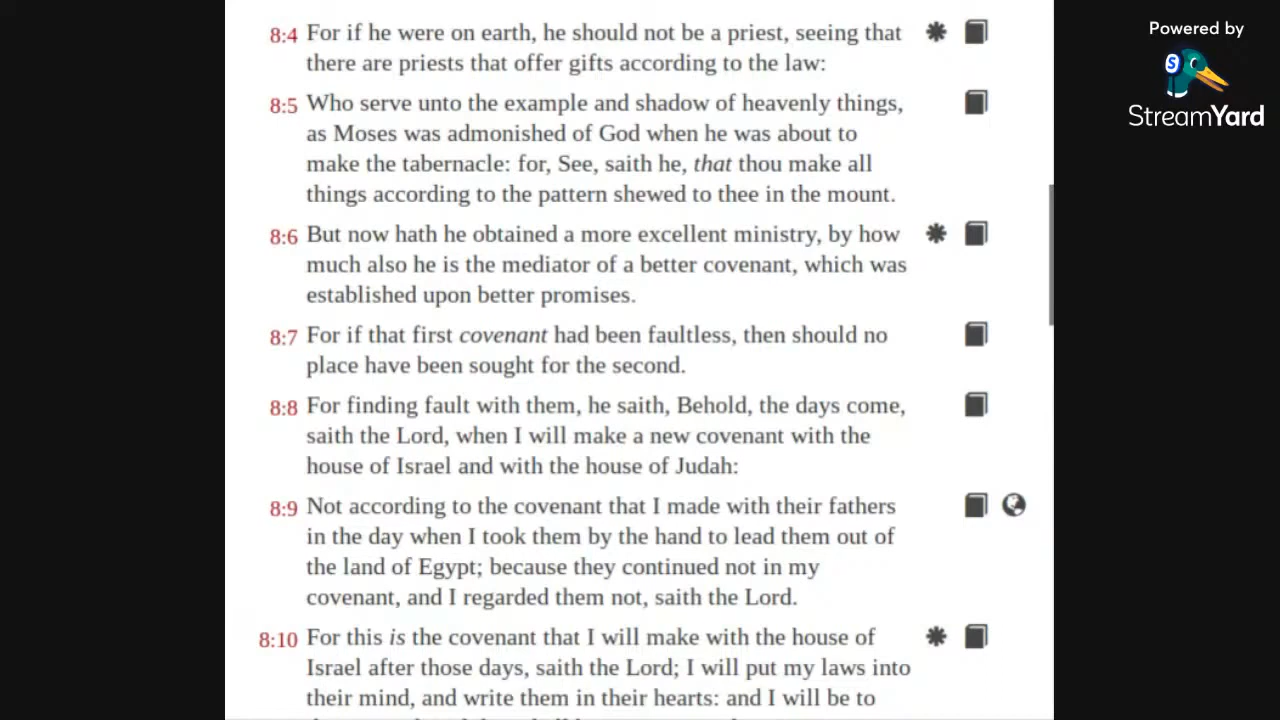 8:4 For if he were on earth, he should not be a priest, seeing that
there are priests that offer gifts according to the law:
8:5 Who serve unto the example and shadow of heavenly things,
as Moses was admonished of God when he was about to
make the tabernacle: for, See, saith he, that thou make all
things according to the pattern shewed to thee in the mount.
8:6 But now hath he obtained a more excellent ministry, by how
much also he is the mediator of a better covenant, which was
established upon better promises.
8:7 For if that first covenant had been faultless, then should no
place have been sought for the second.
8:8 For finding fault with them, he saith, Behold, the days come,
saith the Lord, when I will make a new covenant with the
house of Israel and with the house of Judah:
8:9 Not according to the covenant that I made with their fathers
in the day when I took them by the hand to lead them out of
the land of Egypt; because they continued not in my
covenant, and I regarded them not, saith the Lord.
8:10 For this is the covenant that I will make with the house of
Israel after those days, saith the Lord; I will put my laws into
their mind, and write them in their hearts: and I will be to
Powered by
S
StreamYard